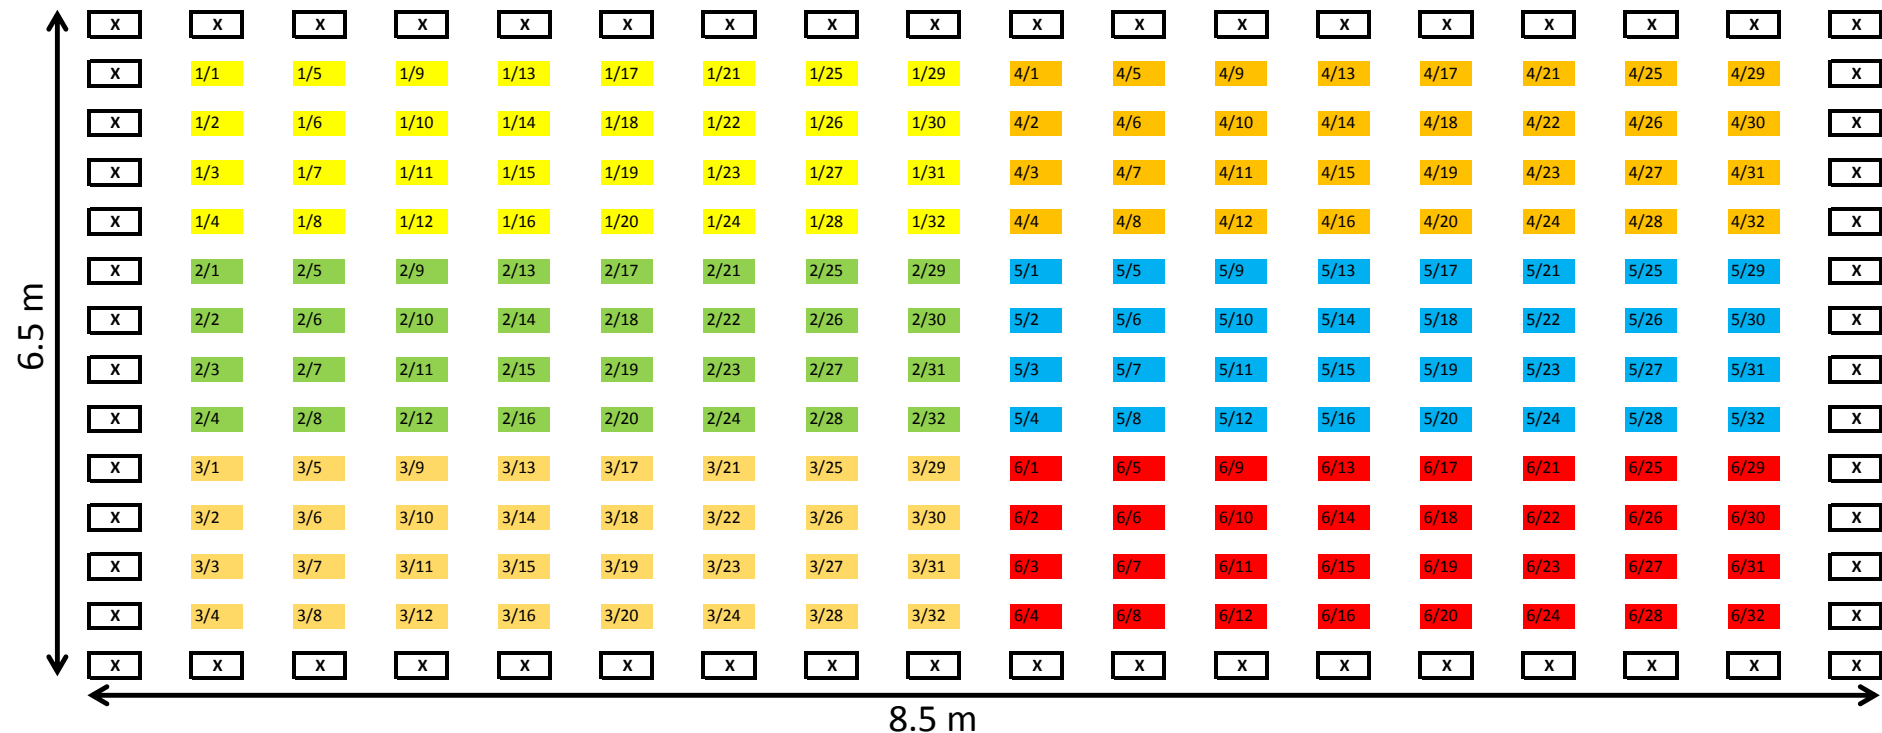 X X X X X X X X X X X X X X X X X X
X 1/1 1/5 1/9 1/13 1/17 1/21 1/25 1/29 4/1 4/5 4/9 4/13 4/17 4/21 4/25 4/29 X
X 1/2 1/6 1/10 1/14 1/18 1/22 1/26 1/30 4/2 4/6 4/10 4/14 4/18 4/22 4/26 4/30 X
X 1/3 1/7 1/11 1/15 1/19 1/23 1/27 1/31 4/3 4/7 4/11 4/15 4/19 4/23 4/27 4/31 X
X 1/4 1/8 1/12 1/16 1/20 1/24 1/28 1/32 4/4 4/8 4/12 4/16 4/20 4/24 4/28 4/32 X
X 2/1 2/5 2/9 2/13 2/17 2/21 2/25 2/29 5/1 5/5 5/9 5/13 5/17 5/21 5/25 5/29 X
X 2/2 2/6 2/10 2/14 2/18 2/22 2/26 2/30 5/2 5/6 5/10 5/14 5/18 5/22 5/26 5/30 X
X 2/3 2/7 2/11 2/15 2/19 2/23 2/27 2/31 5/3 5/7 5/11 5/15 5/19 5/23 5/27 5/31 X
X 2/4 2/8 2/12 2/16 2/20 2/24 2/28 2/32 5/4 5/8 5/12 5/16 5/20 5/24 5/28 5/32 X
X 3/1 3/5 3/9 3/13 3/17 3/21 3/25 3/29 6/1 6/5 6/9 6/13 6/17 6/21 6/25 6/29 X
X 3/2 3/6 3/10 3/14 3/18 3/22 3/26 3/30 6/2 6/6 6/10 6/14 6/18 6/22 6/26 6/30 X
X 3/3 3/7 3/11 3/15 3/19 3/23 3/27 3/31 6/3 6/7 6/11 6/15 6/19 6/23 6/27 6/31 X
X 3/4 3/8 3/12 3/16 3/20 3/24 3/28 3/32 6/4 6/8 6/12 6/16 6/20 6/24 6/28 6/32 X
X X X X X X X X X X X X X X X X X X
6.5 m
8.5 m